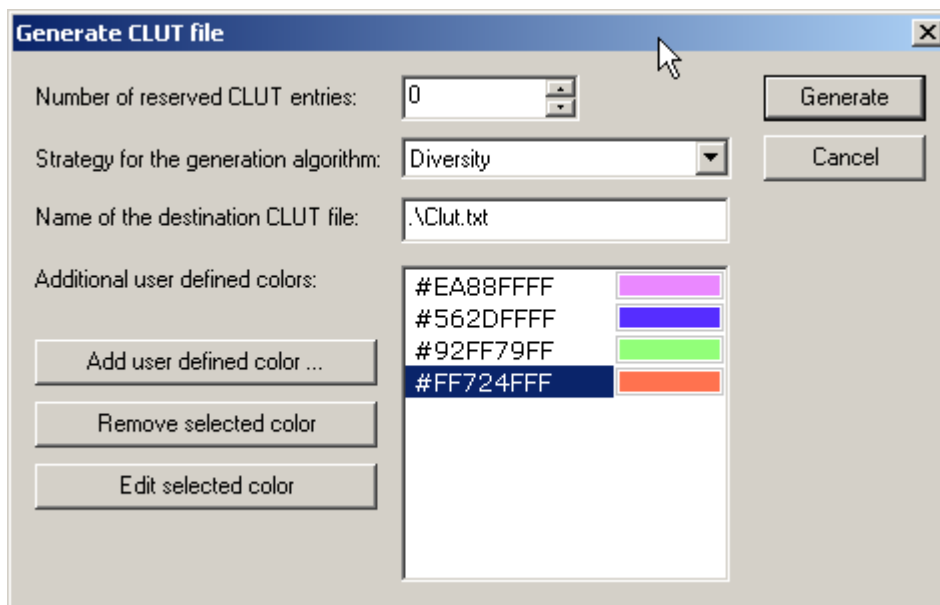 Generate CLUT file
Number of reserved CLUT entries: 0 Generate
Strategy for the generation algorithm: Diversity Cancel
Name of the destination CLUT file: .\Clut.txt
Additional user defined colors:
#EA88FFFF
#562DFFFF
#92FF79FF
#FF724FFF
Add user defined color ...
Remove selected color
Edit selected color